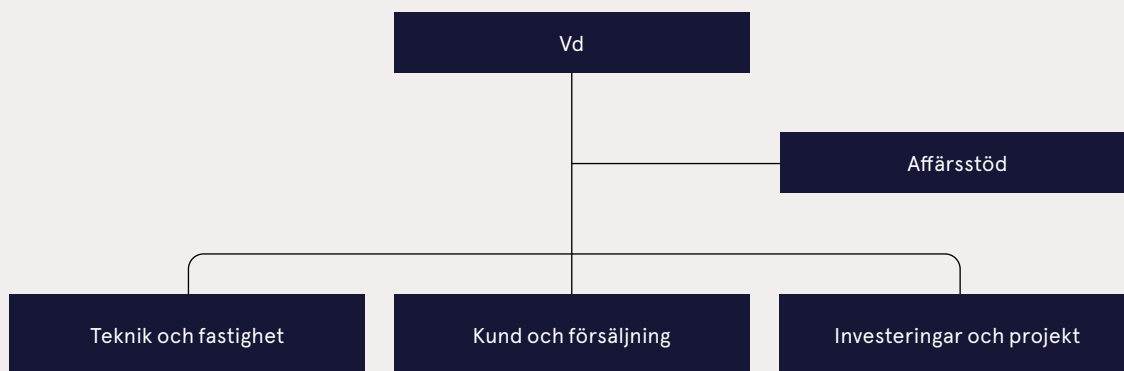 Vd
Affärsstöd
Teknik och fastighet
Kund och försäljning
Investeringar och projekt